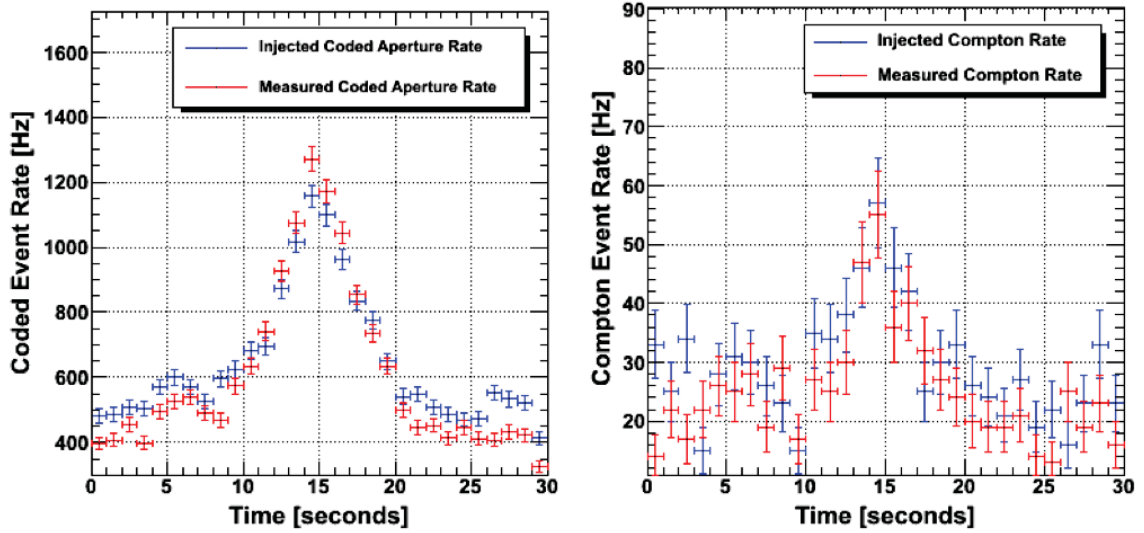 Coded Event Rate [Hz]
1600
1400
1200
1000
800
600
400
Injected Coded Aperture Rate
Measured Coded Aperture Rate
0 5 10 15 20 25 30
Time [seconds]
Compton Event Rate [Hz]
90
80
70
60
50
40
30
20
Injected Compton Rate
Measured Compton Rate
0 5 10 15 20 25 30
Time [seconds]